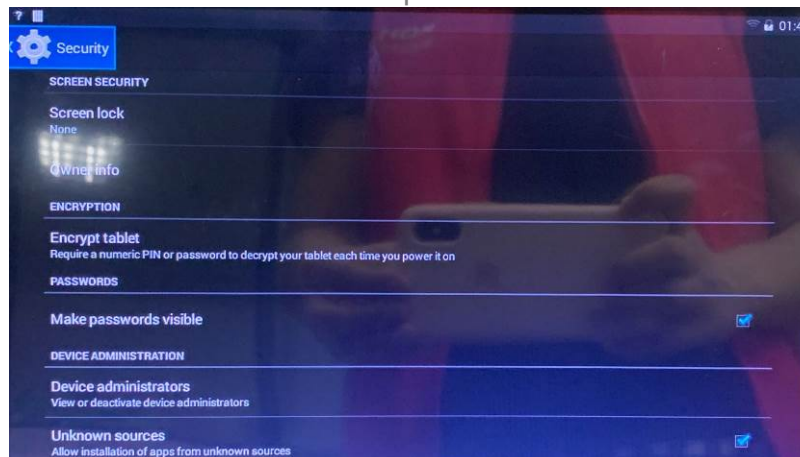 ? 01:4
Security
SCREEN SECURITY
Screen lock
None
Owner info
ENCRYPTION
Encrypt tablet
Require a numeric PIN or password to decrypt your tablet each time you power it on
PASSWORDS
Make passwords visible
DEVICE ADMINISTRATION
Device administrators
View or deactivate device administrators
Unknown sources
Allow installation of apps from unknown sources